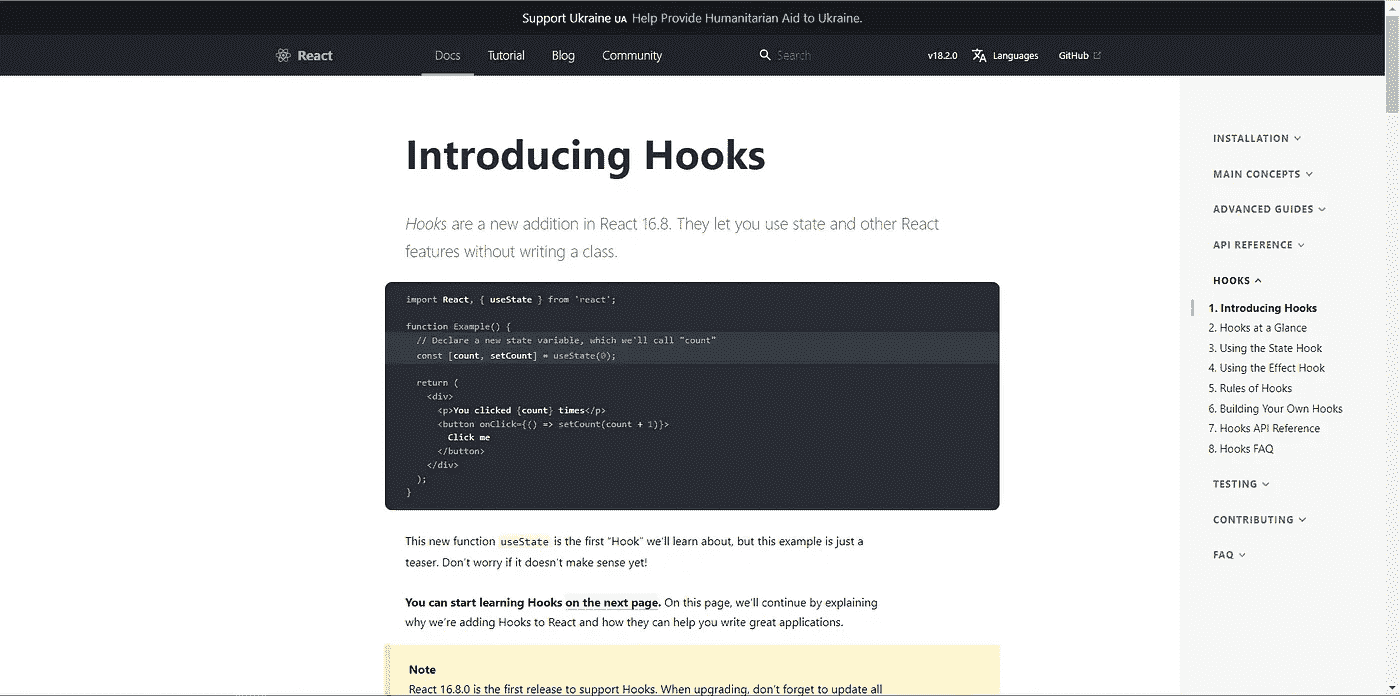 Support Ukraine UA Help Provide Humanitarian Aid to Ukraine.
React Docs Tutorial Blog Community Search v18.2.0 Languages GitHub
Introducing Hooks
Hooks are a new addition in React 16.8. They let you use state and other React
features without writing a class.
import React, { useState } from 'react';
function Example() {
// Declare a new state variable, which we'll call "count"
const [count, setCount] = useState(0);
return (
<div>
<p>You clicked {count} times</p>
<button onClick={() => setCount(count + 1)}>
Click me
</button>
</div>
);
}
This new function useState is the first “Hook” we’ll learn about, but this example is just a
teaser. Don’t worry if it doesn’t make sense yet!
You can start learning Hooks on the next page. On this page, we’ll continue by explaining
why we’re adding Hooks to React and how they can help you write great applications.
Note
React 16.8.0 is the first release to support Hooks. When upgrading, don’t forget to update all
INSTALLATION
MAIN CONCEPTS
ADVANCED GUIDES
API REFERENCE
HOOKS
1. Introducing Hooks
2. Hooks at a Glance
3. Using the State Hook
4. Using the Effect Hook
5. Rules of Hooks
6. Building Your Own Hooks
7. Hooks API Reference
8. Hooks FAQ
TESTING
CONTRIBUTING
FAQ